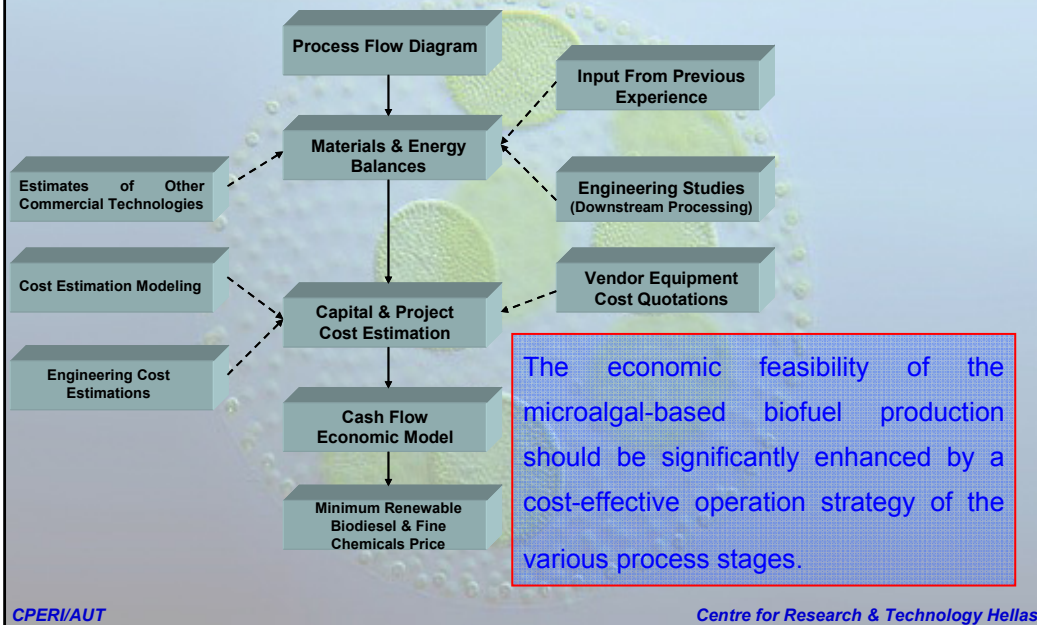 Process Flow Diagram
Input From Previous
Experience
Materials & Energy
Balances
Estimates of Other
Commercial Technologies
Engineering Studies
(Downstream Processing)
Cost Estimation Modeling
Vendor Equipment
Cost Quotations
Capital & Project
Cost Estimation
Engineering Cost
Estimations
Cash Flow
Economic Model
Minimum Renewable
Biodiesel & Fine
Chemicals Price
The economic feasibility of the
microalgal-based biofuel production
should be significantly enhanced by a
cost-effective operation strategy of the
various process stages.
CPERI/AUT
Centre for Research & Technology Hellas